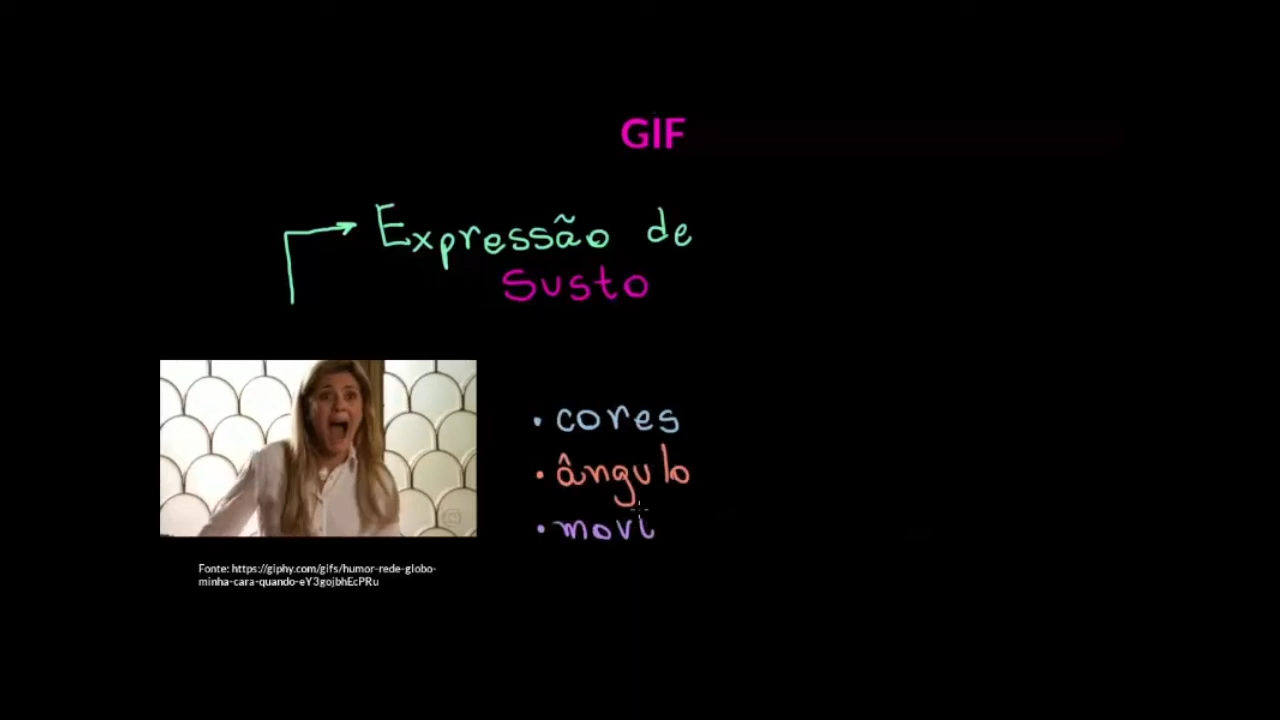 GIF
Expressão de
Susto
• cores
• ângulo
• movi
Fonte: https://giphy.com/gifs/humor-rede-globo-
minha-cara-quando-eY3gojbhEcPRu